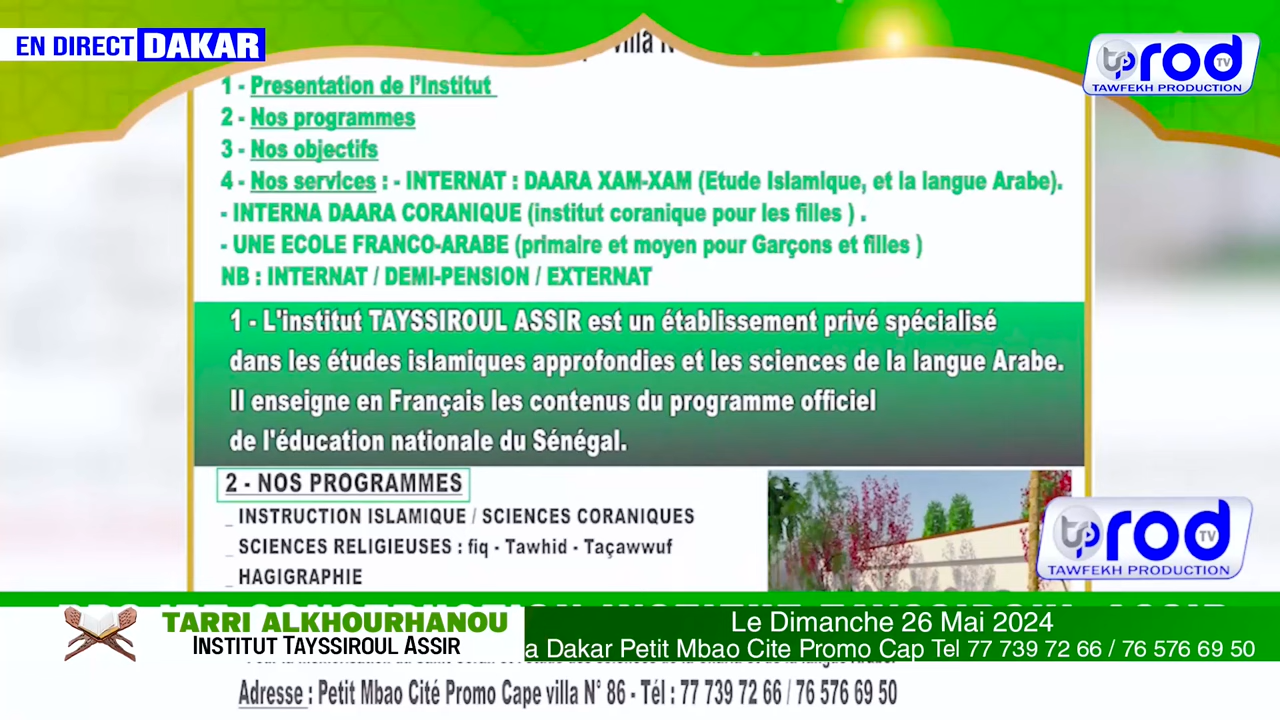 EN DIRECT DAKAR
villa N
prod TV
TAWFEKH PRODUCTION
1 - Presentation de l'Institut
2 - Nos programmes
3 - Nos objectifs
4 - Nos services : - INTERNAT : DAARA XAM-XAM (Etude Islamique, et la langue Arabe).
- INTERNA DAARA CORANIQUE (institut coranique pour les filles ) .
- UNE ECOLE FRANCO-ARABE (primaire et moyen pour Garçons et filles )
NB : INTERNAT / DEMI-PENSION / EXTERNAT
1 - L'institut TAYSSIROUL ASSIR est un établissement privé spécialisé
dans les études islamiques approfondies et les sciences de la langue Arabe.
Il enseigne en Français les contenus du programme officiel
de l'éducation nationale du Sénégal.
2 - NOS PROGRAMMES
_ INSTRUCTION ISLAMIQUE / SCIENCES CORANIQUES
_ SCIENCES RELIGIEUSES : fiq - Tawhid - Taçawwuf
_ HAGIGRAPHIE
prod TV
TAWFEKH PRODUCTION
TARRI ALKHOURHANOU
INSTITUT TAYSSIROUL ASSIR
Le Dimanche 26 Mai 2024
a Dakar Petit Mbao Cite Promo Cap Tel 77 739 72 66 / 76 576 69 50
Adresse : Petit Mbao Cité Promo Cape villa N° 86 - Tél : 77 739 72 66 / 76 576 69 50